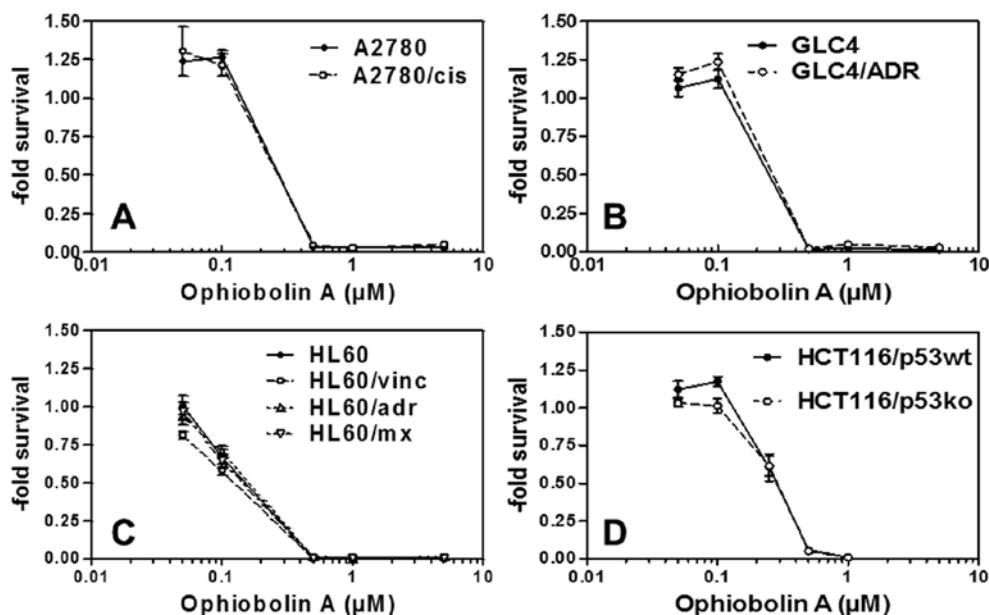 -fold survival
1.50
1.25
1.00
0.75
0.50
0.25
0.00
A2780
A2780/cis
A
0.01 0.1 1 10
Ophiobolin A (µM)
-fold survival
1.50
1.25
1.00
0.75
0.50
0.25
0.00
GLC4
GLC4/ADR
B
0.01 0.1 1 10
Ophiobolin A (µM)
-fold survival
1.50
1.25
1.00
0.75
0.50
0.25
0.00
HL60
HL60/vinc
HL60/adr
HL60/mx
C
0.01 0.1 1 10
Ophiobolin A (µM)
-fold survival
1.50
1.25
1.00
0.75
0.50
0.25
0.00
HCT116/p53wt
HCT116/p53ko
D
0.01 0.1 1 10
Ophiobolin A (µM)